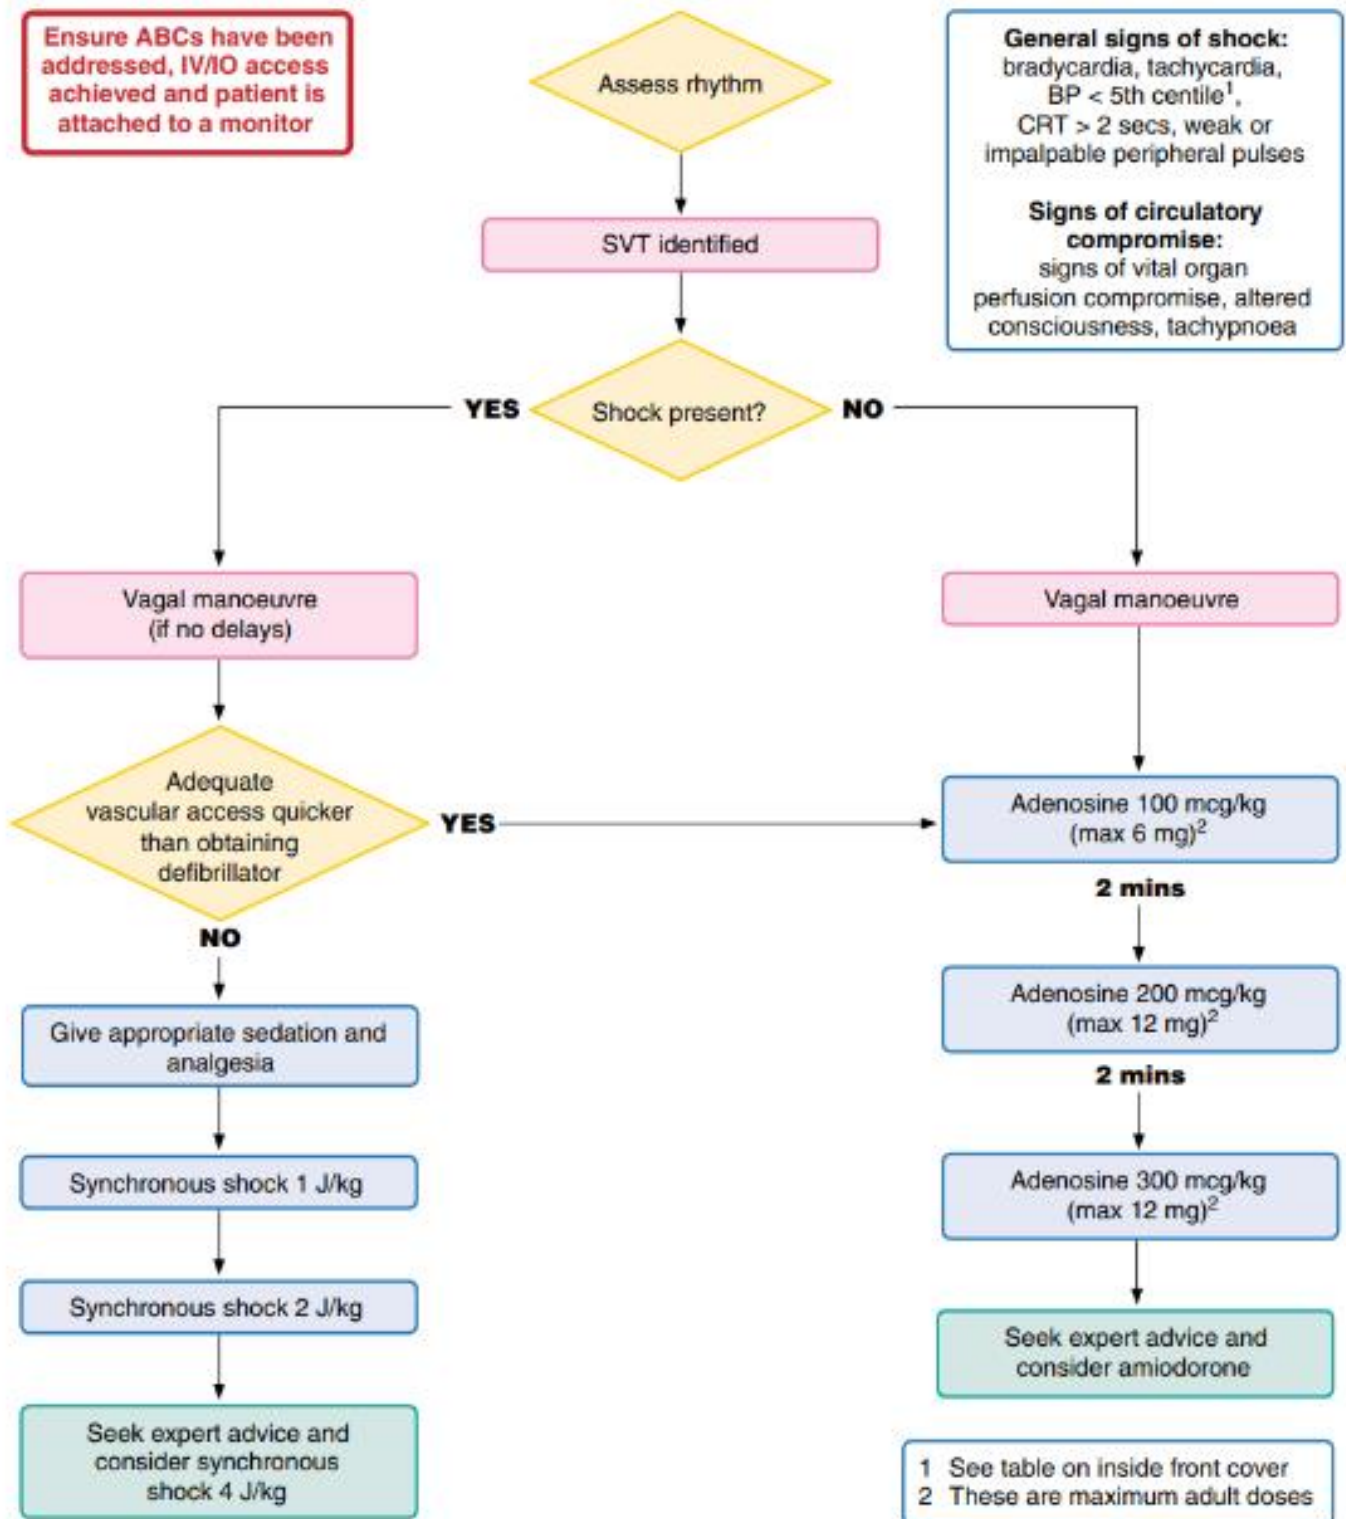 Ensure ABCs have been
addressed, IV/IO access
achieved and patient is
attached to a monitor
Assess rhythm
General signs of shock:
bradycardia, tachycardia,
BP < 5th centile¹,
CRT > 2 secs, weak or
impalpable peripheral pulses
Signs of circulatory
compromise:
signs of vital organ
perfusion compromise, altered
consciousness, tachypnoea
SVT identified
Shock present?
YES
NO
Vagal manoeuvre
(if no delays)
Vagal manoeuvre
Adequate
vascular access quicker
than obtaining
defibrillator
YES
NO
Adenosine 100 mcg/kg
(max 6 mg)²
2 mins
Adenosine 200 mcg/kg
(max 12 mg)²
2 mins
Adenosine 300 mcg/kg
(max 12 mg)²
Seek expert advice and
consider amiodorone
Give appropriate sedation and
analgesia
Synchronous shock 1 J/kg
Synchronous shock 2 J/kg
Seek expert advice and
consider synchronous
shock 4 J/kg
1 See table on inside front cover
2 These are maximum adult doses